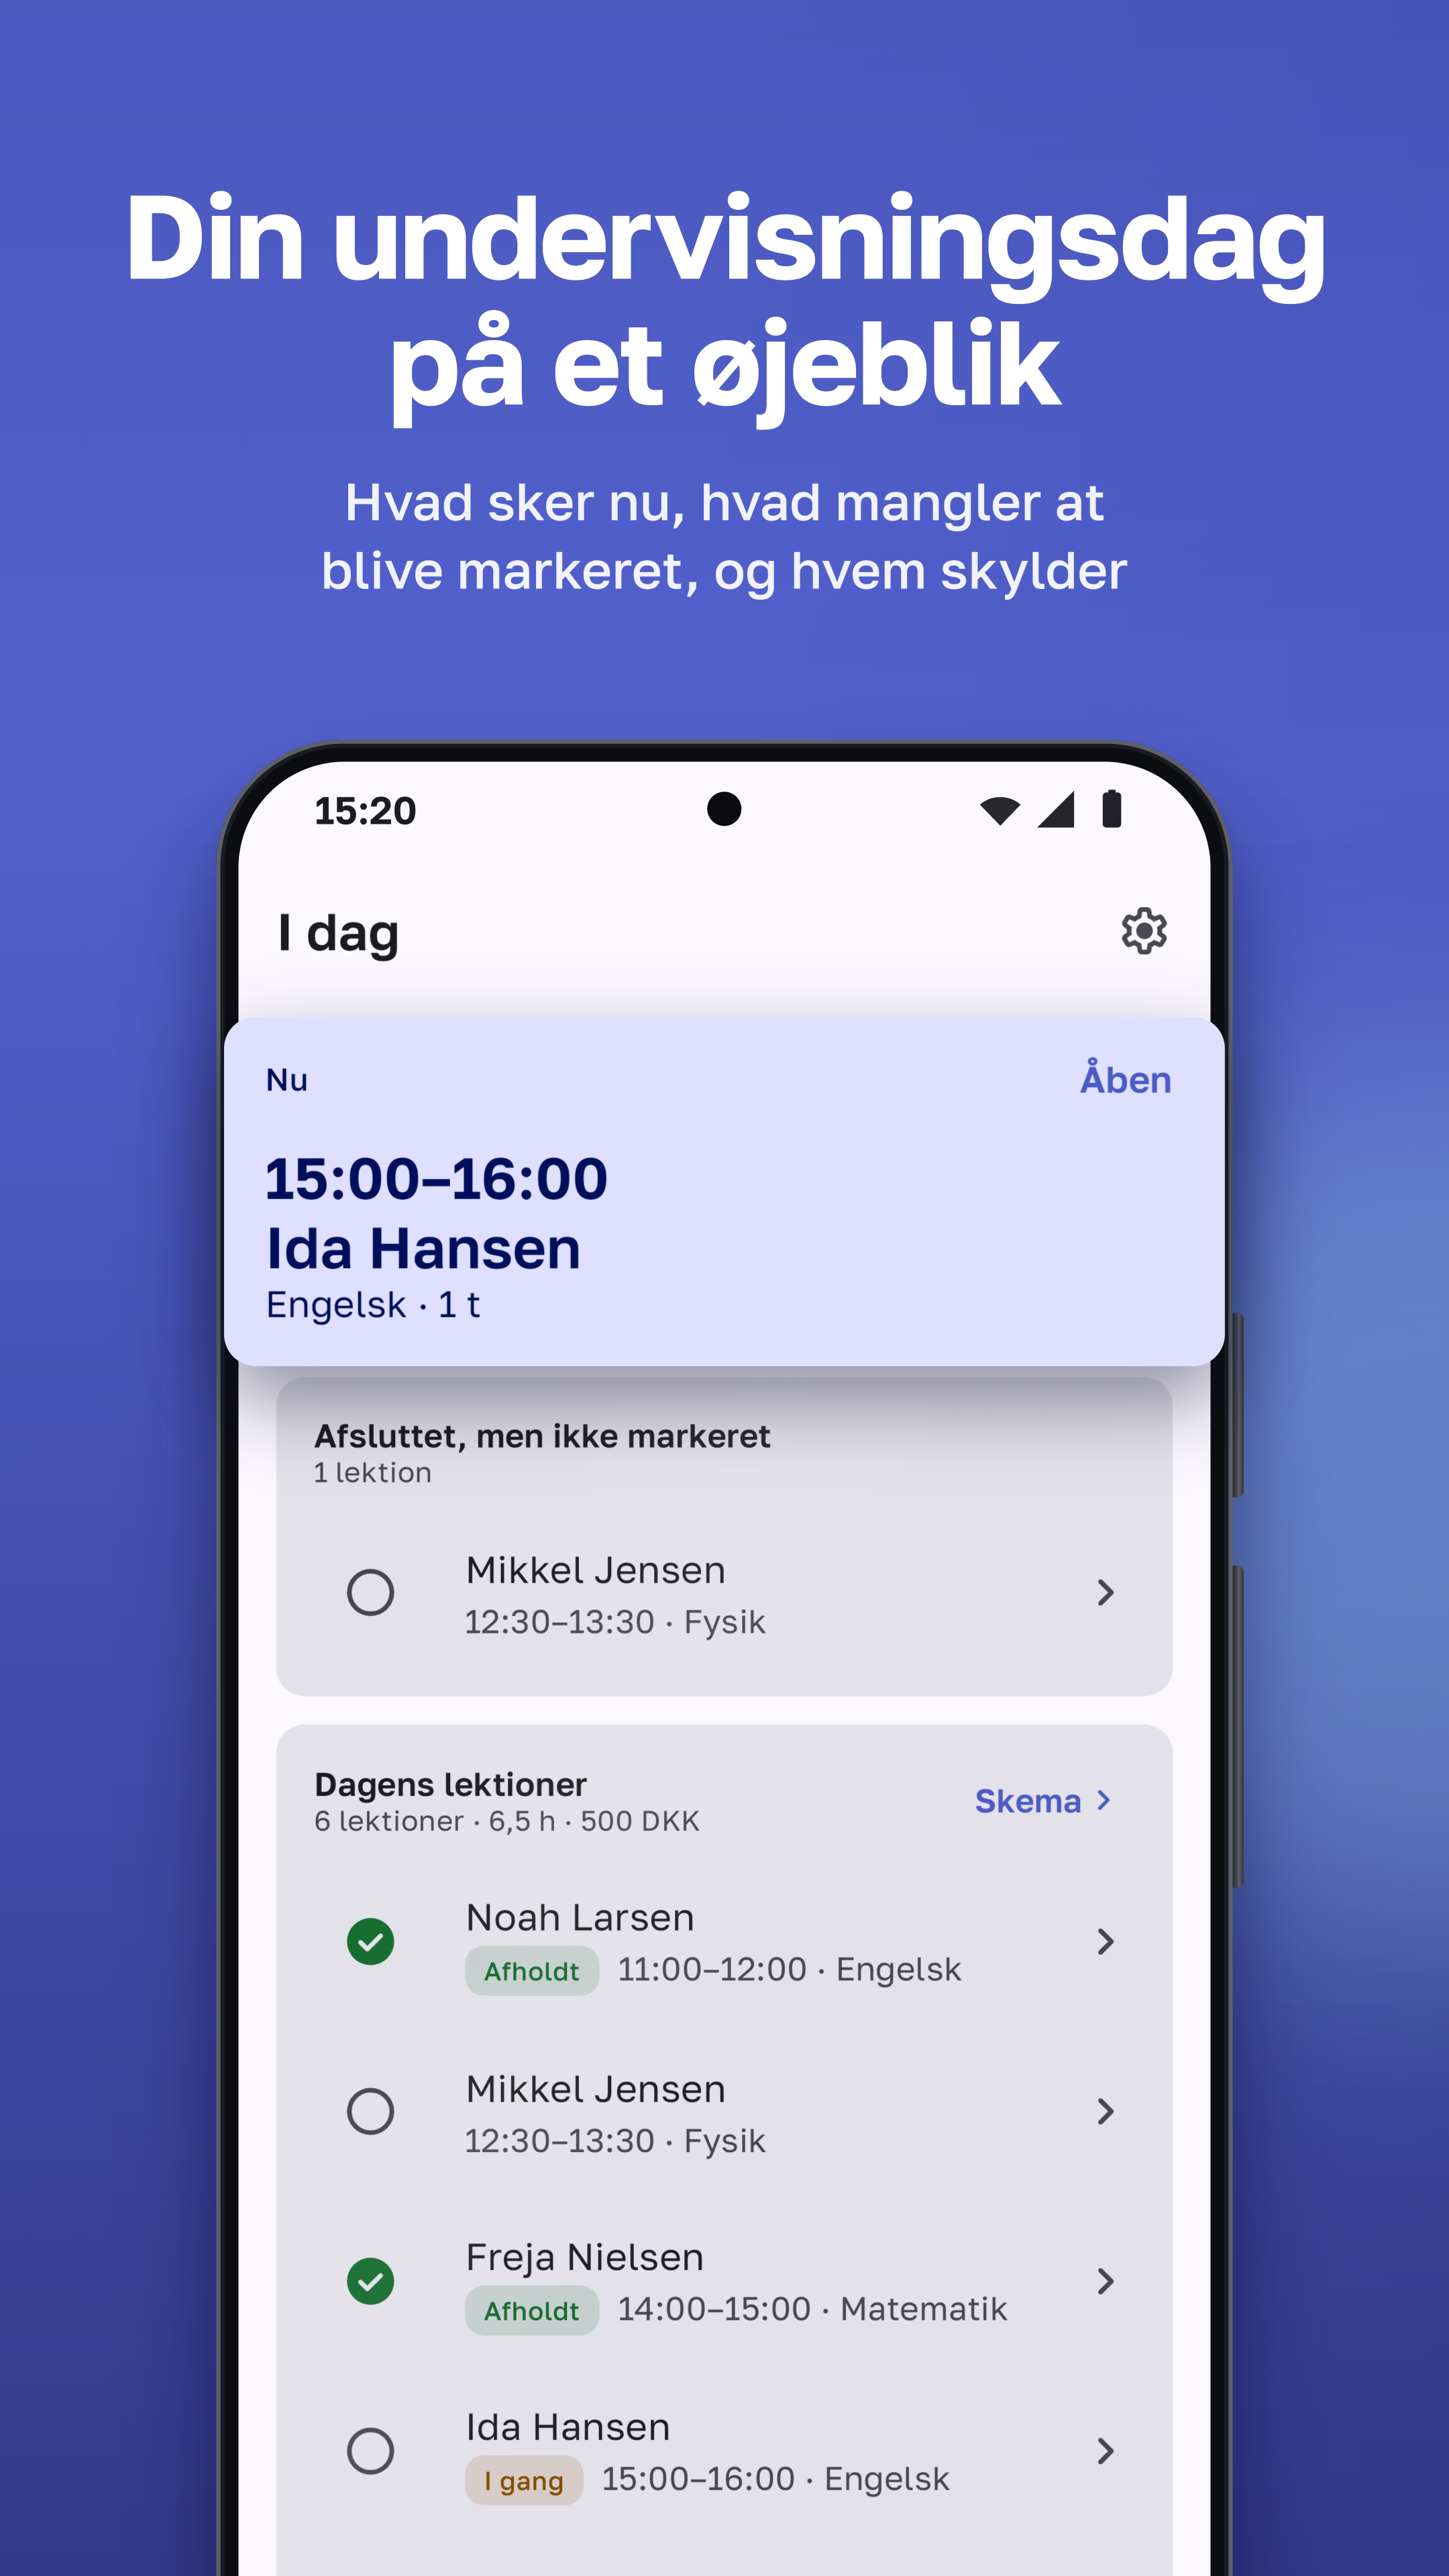 Din undervisningsdag
på et øjeblik
Hvad sker nu, hvad mangler at
blive markeret, og hvem skylder
15:20
I dag
Nu
Åben
15:00–16:00
Ida Hansen
Engelsk · 1 t
Afsluttet, men ikke markeret
1 lektion
Mikkel Jensen
12:30–13:30 · Fysik
Dagens lektioner
6 lektioner · 6,5 h · 500 DKK
Skema
Noah Larsen
Afholdt 11:00–12:00 · Engelsk
Mikkel Jensen
12:30–13:30 · Fysik
Freja Nielsen
Afholdt 14:00–15:00 · Matematik
Ida Hansen
I gang 15:00–16:00 · Engelsk